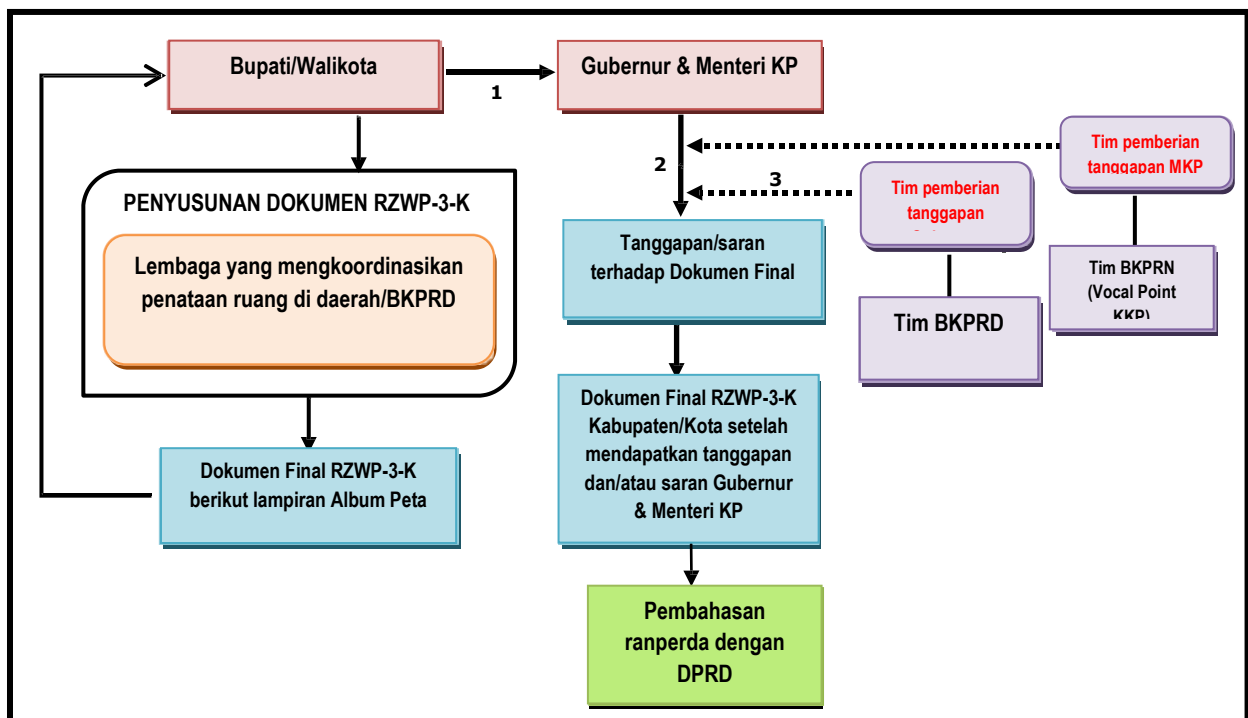 Bupati/Walikota
1
Gubernur & Menteri KP
PENYUSUNAN DOKUMEN RZWP-3-K
Lembaga yang mengkoordinasikan
penataan ruang di daerah/BKPRD
Dokumen Final RZWP-3-K
berikut lampiran Album Peta
2
3
Tim pemberian
tanggapan MKP
Tim pemberian
tanggapan
Tim BKPRN
(Vocal Point
KKP)
Tim BKPRD
Tanggapan/saran
terhadap Dokumen Final
Dokumen Final RZWP-3-K
Kabupaten/Kota setelah
mendapatkan tanggapan
dan/atau saran Gubernur
& Menteri KP
Pembahasan
ranperda dengan
DPRD